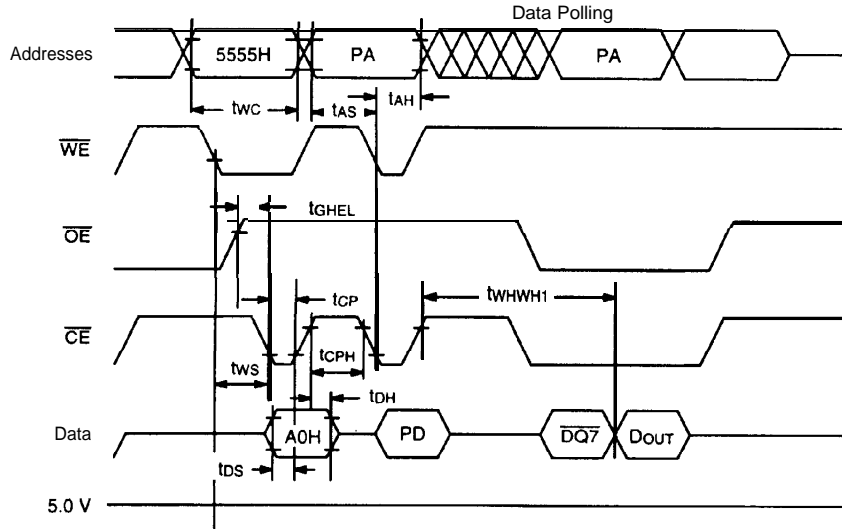 Data Polling
Addresses 5555H PA PA
tWC tAS tAH
WE
tGHEL
OE
tCP tWHWH1
CE
tWS tCPH
tDH
Data A0H PD DQ7 DOUT
tDS
5.0 V